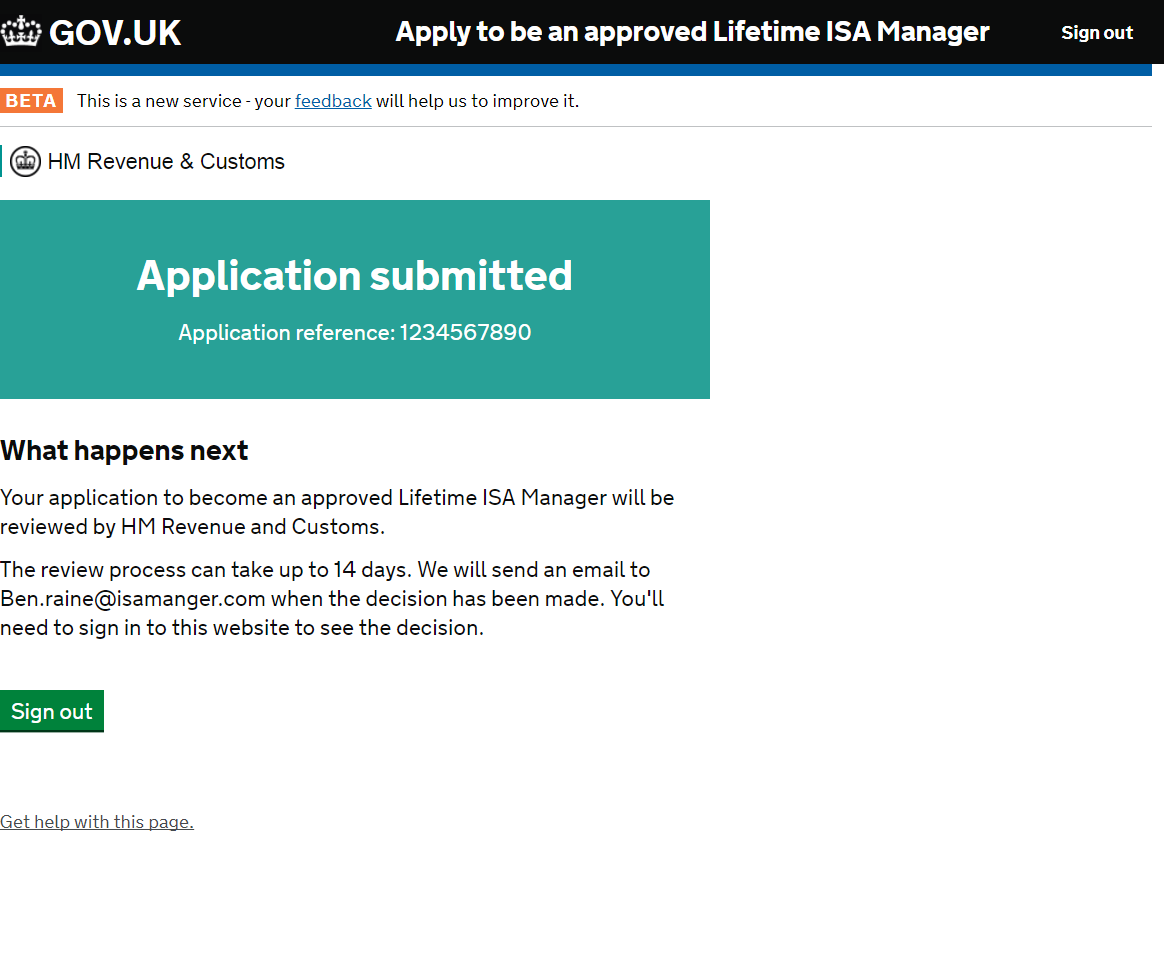 GOV.UK
Apply to be an approved Lifetime ISA Manager
Sign out
BETA
This is a new service - your feedback will help us to improve it.
HM Revenue & Customs
Application submitted
Application reference: 1234567890
What happens next
Your application to become an approved Lifetime ISA Manager will be
reviewed by HM Revenue and Customs.
The review process can take up to 14 days. We will send an email to
Ben.raine@isamanger.com when the decision has been made. You'll
need to sign in to this website to see the decision.
Sign out
Get help with this page.